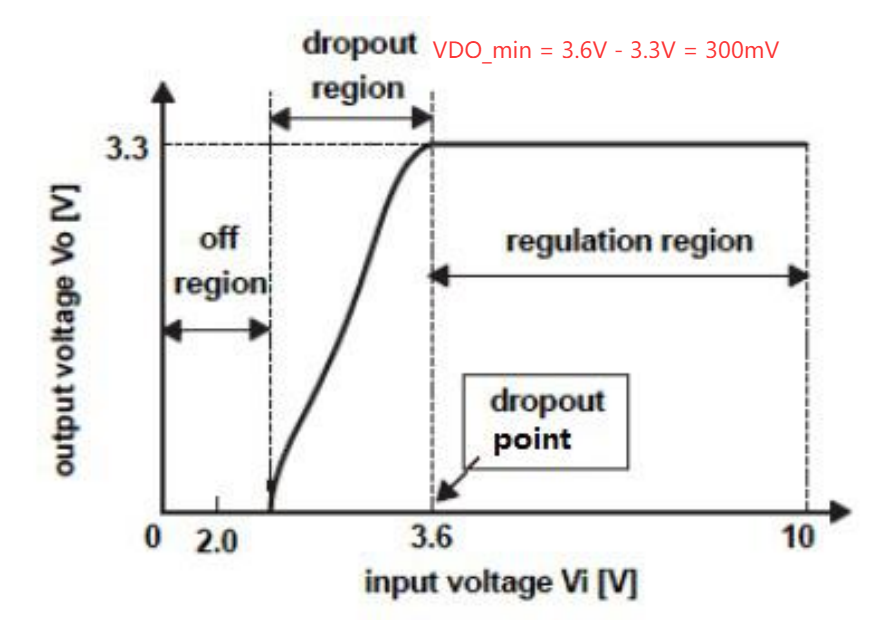 dropout
region
VDO_min = 3.6V - 3.3V = 300mV
3.3
output voltage Vo [V]
off
region
regulation region
dropout
point
0
2.0
3.6
10
input voltage Vi [V]